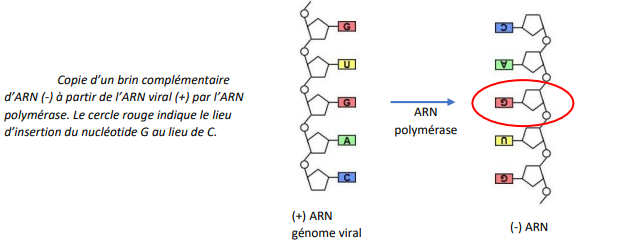 Copie d'un brin complémentaire
d'ARN (-) à partir de l'ARN viral (+) par l'ARN
polymérase. Le cercle rouge indique le lieu
d'insertion du nucléotide G au lieu de C.
G
U
G
A
C
(+) ARN
génome viral
ARN
polymérase
C
A
G
U
G
(-) ARN